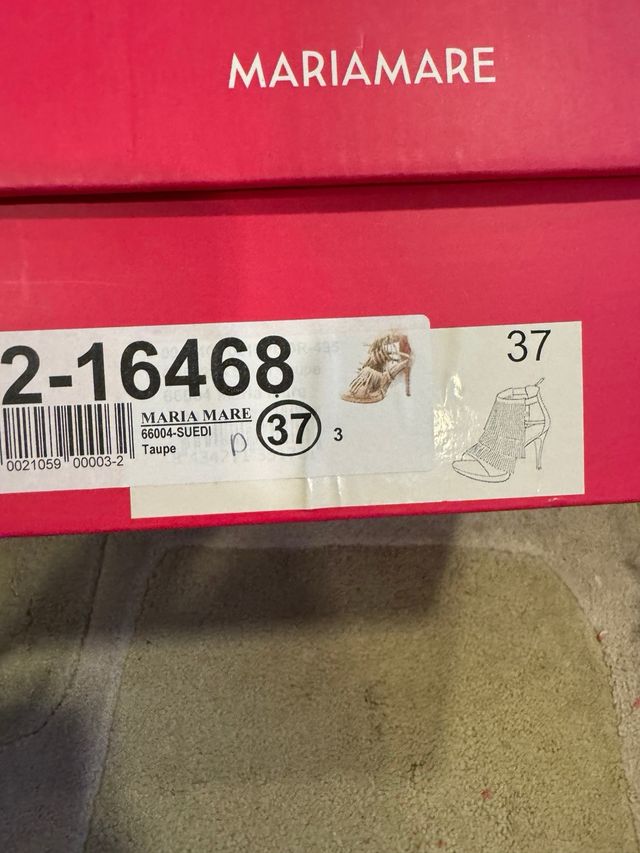 MARIAMARE
2-16468
37
MARIA MARE
66004-SUEDI
Taupe
D
37
3
0021059 00003-2